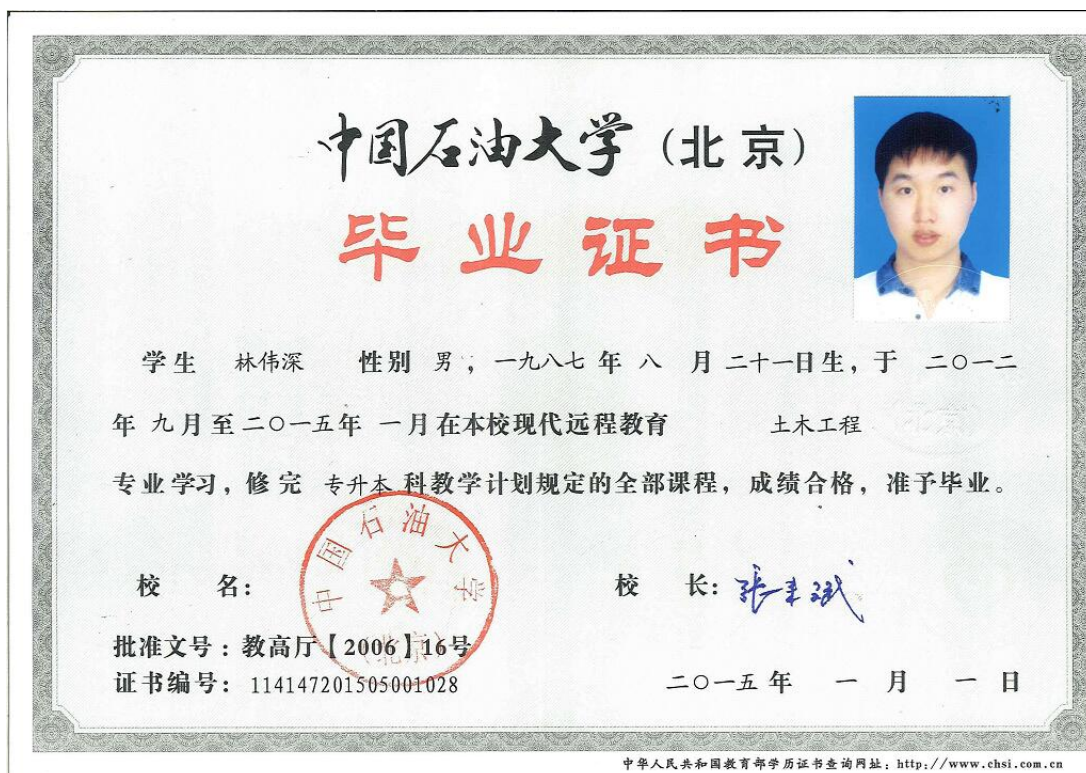 中国石油大学（北京）
毕业证书
学生 林伟深 性别 男，一九八七 年 八 月 二十一日生，于 二〇一二
年 九月至二〇一五年 一月在本校现代远程教育 土木工程
专业学习，修完 专升本 科教学计划规定的全部课程，成绩合格，准予毕业。
校 名： 校 长：张来斌
中国石油大学
（北京）
批准文号：教高厅【2006】16号
证书编号：114147201505001028 二〇一五年 一 月 一 日
中华人民共和国教育部学历证书查询网址：http://www.chsi.com.cn